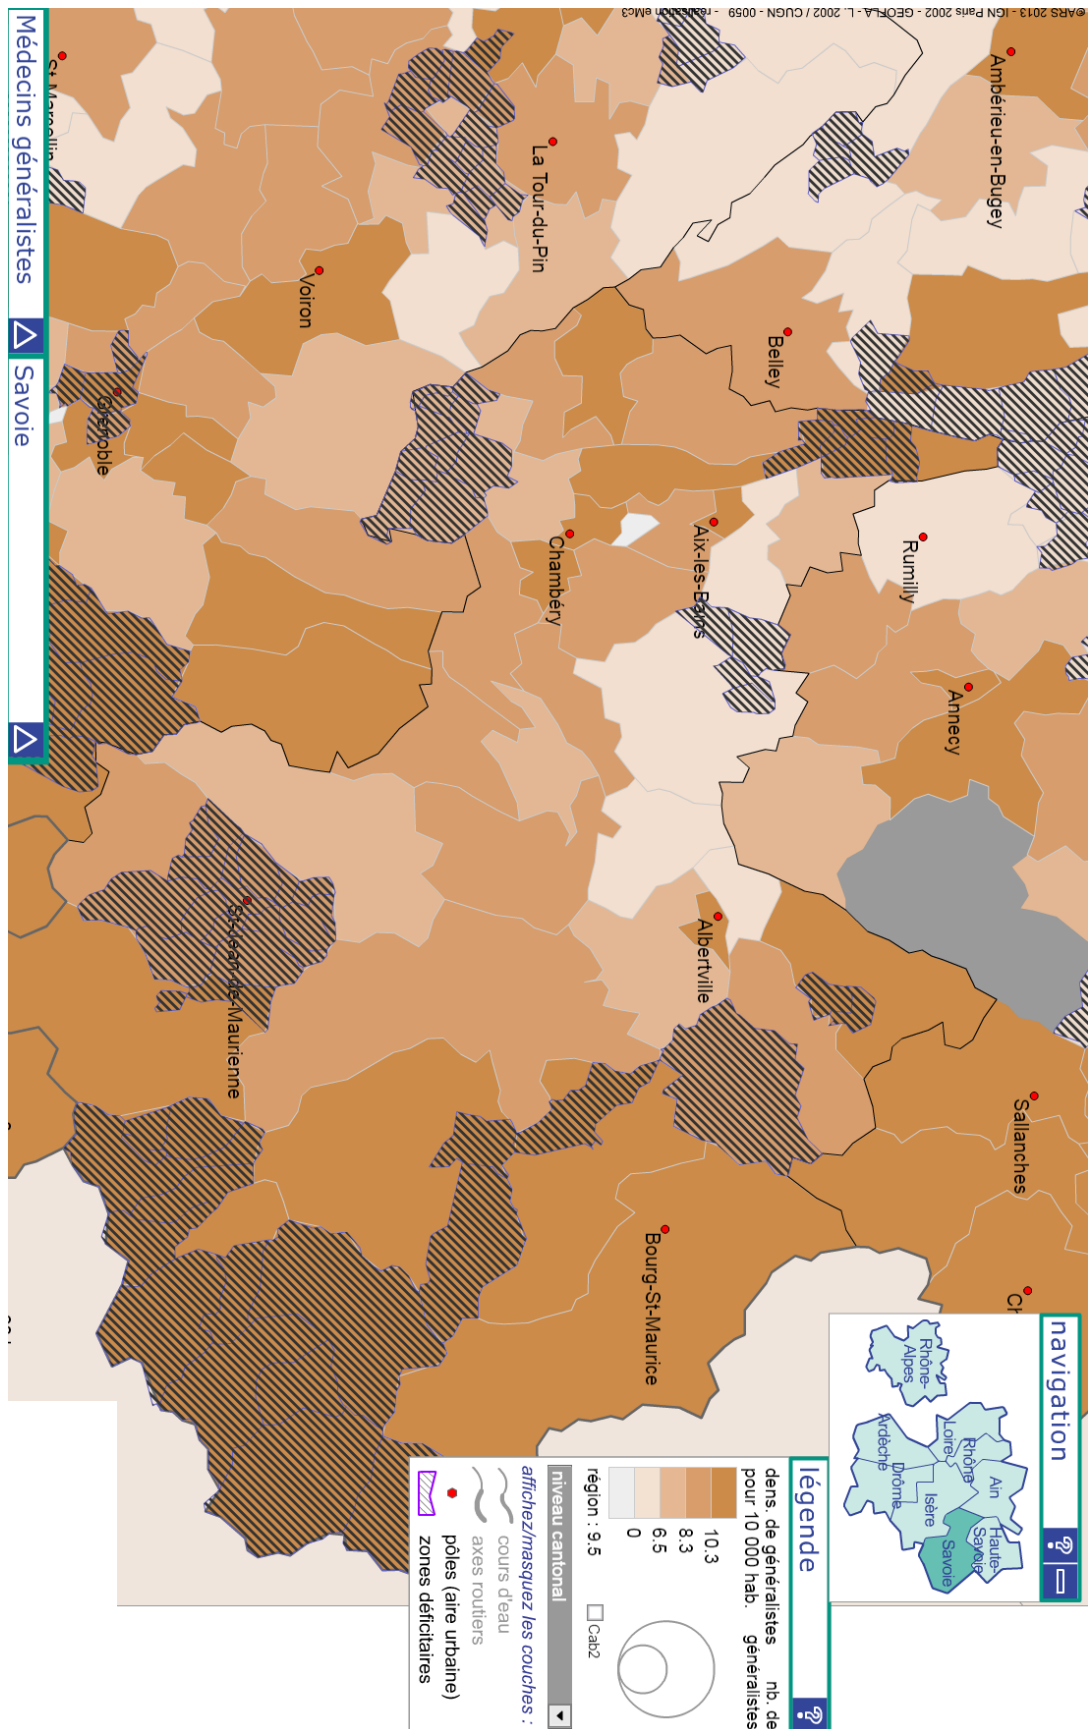 Médecins généralistes
Savoie
©ARS 2013 - IGN Paris 2002 - GEOFLA - L. 2002 / CUGN - 0059 - réalisation eMc3
Ambérieu-en-Bugey
La Tour-du-Pin
St-Marcellin
Voiron
Belley
Grenoble
Rumilly
Aix-les-Bains
Chambéry
Annecy
Albertville
St-Jean-de-Maurienne
Sallanches
Bourg-St-Maurice
Ch
navigation
?
Rhône-
Alpes
Rhône
Loire
Ain
Haute-
Savoie
Savoie
Isère
Drôme
Ardèche
légende
?
dens. de généralistes
pour 10 000 hab.
nb. de
généralistes
10.3
8.3
6.5
0
région : 9.5
Cab2
niveau cantonal
affichez/masquez les couches :
cours d'eau
axes routiers
pôles (aire urbaine)
zones déficitaires